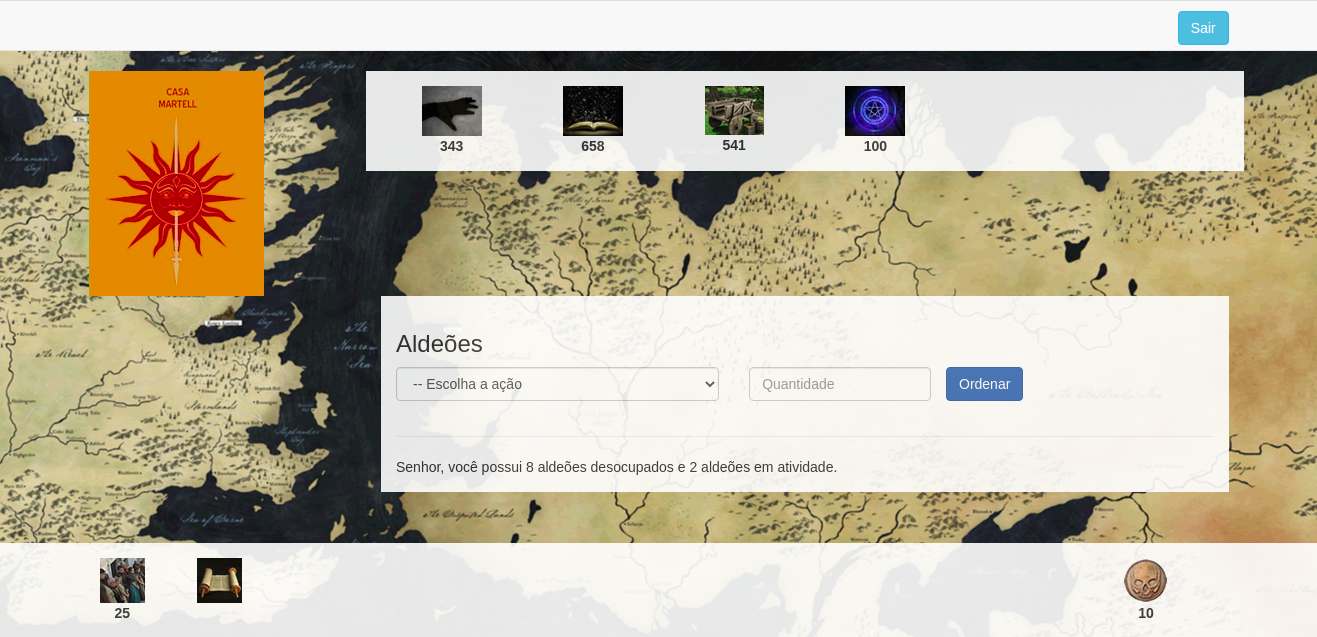 Sair
CASA
MARTELL
343
658
541
100
Aldeões
-- Escolha a ação
Quantidade
Ordenar
Senhor, você possui 8 aldeões desocupados e 2 aldeões em atividade.
25
10